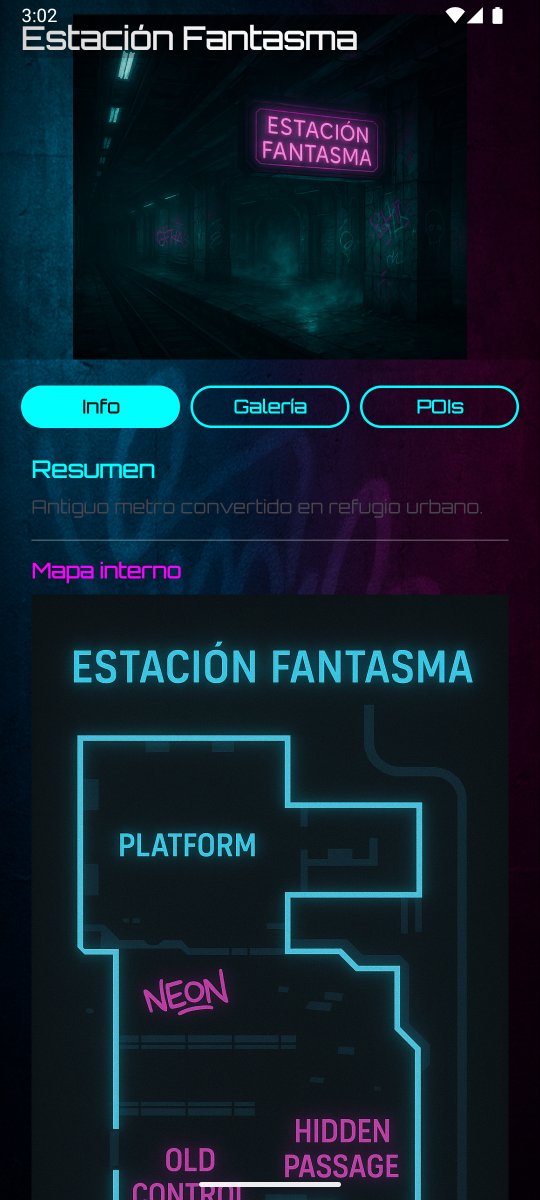 3:02
Estación Fantasma
ESTACIÓN
FANTASMA
Info
Galería
POIs
Resumen
Antiguo metro convertido en refugio urbano.
Mapa interno
ESTACIÓN FANTASMA
PLATFORM
NEON
HIDDEN
PASSAGE
OLD
CONTROL